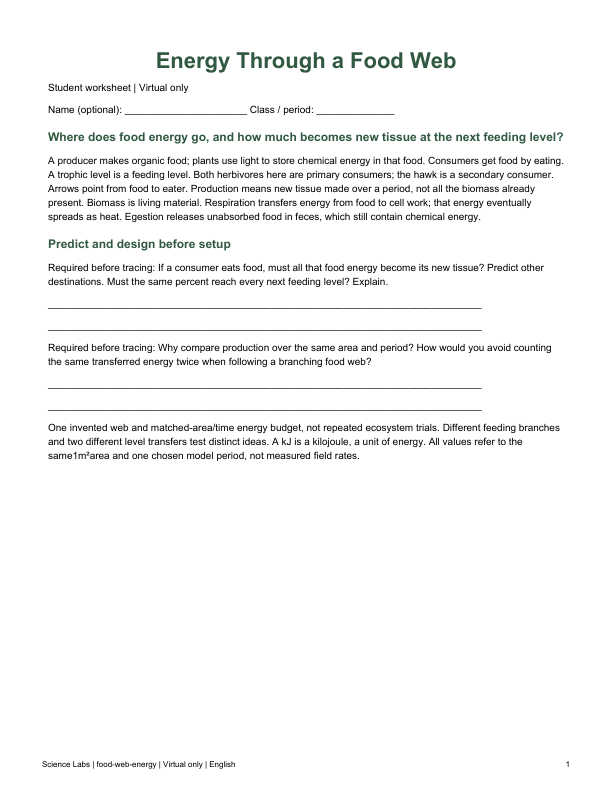 Energy Through a Food Web
Student worksheet | Virtual only
Name (optional): ______________________ Class / period: ______________
Where does food energy go, and how much becomes new tissue at the next feeding level?
A producer makes organic food; plants use light to store chemical energy in that food. Consumers get food by eating.
A trophic level is a feeding level. Both herbivores here are primary consumers; the hawk is a secondary consumer.
Arrows point from food to eater. Production means new tissue made over a period, not all the biomass already
present. Biomass is living material. Respiration transfers energy from food to cell work; that energy eventually
spreads as heat. Egestion releases unabsorbed food in feces, which still contain chemical energy.
Predict and design before setup
Required before tracing: If a consumer eats food, must all that food energy become its new tissue? Predict other
destinations. Must the same percent reach every next feeding level? Explain.
Required before tracing: Why compare production over the same area and period? How would you avoid counting
the same transferred energy twice when following a branching food web?
One invented web and matched-area/time energy budget, not repeated ecosystem trials. Different feeding branches
and two different level transfers test distinct ideas. A kJ is a kilojoule, a unit of energy. All values refer to the
same1m²area and one chosen model period, not measured field rates.
Science Labs | food-web-energy | Virtual only | English
1